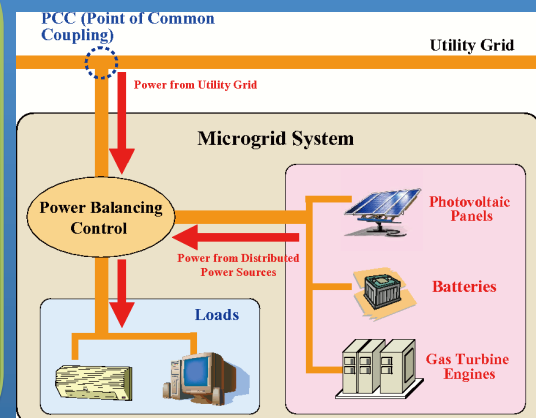 PCC (Point of Common
Coupling)
Utility Grid
Power from Utility Grid
Microgrid System
Power Balancing
Control
Photovoltaic
Panels
Power from Distributed
Power Sources
Batteries
Loads
Gas Turbine
Engines